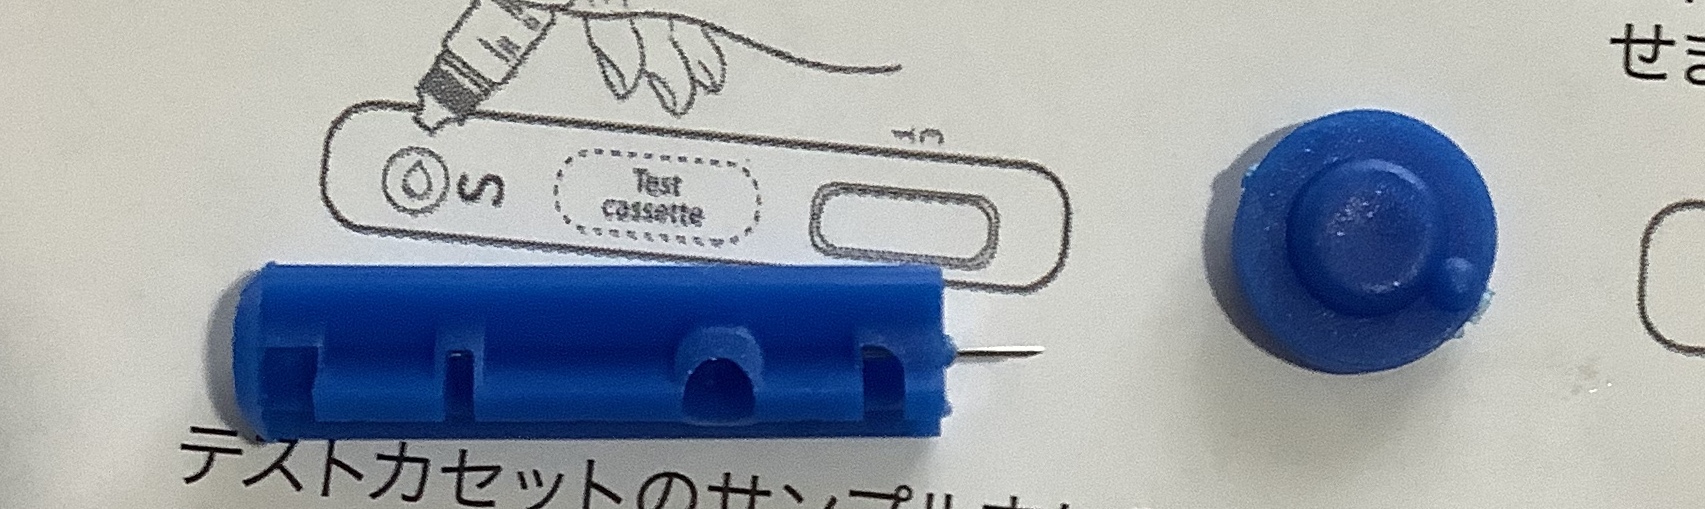 せ
S
Test
cassette
テストカセットのサンプル